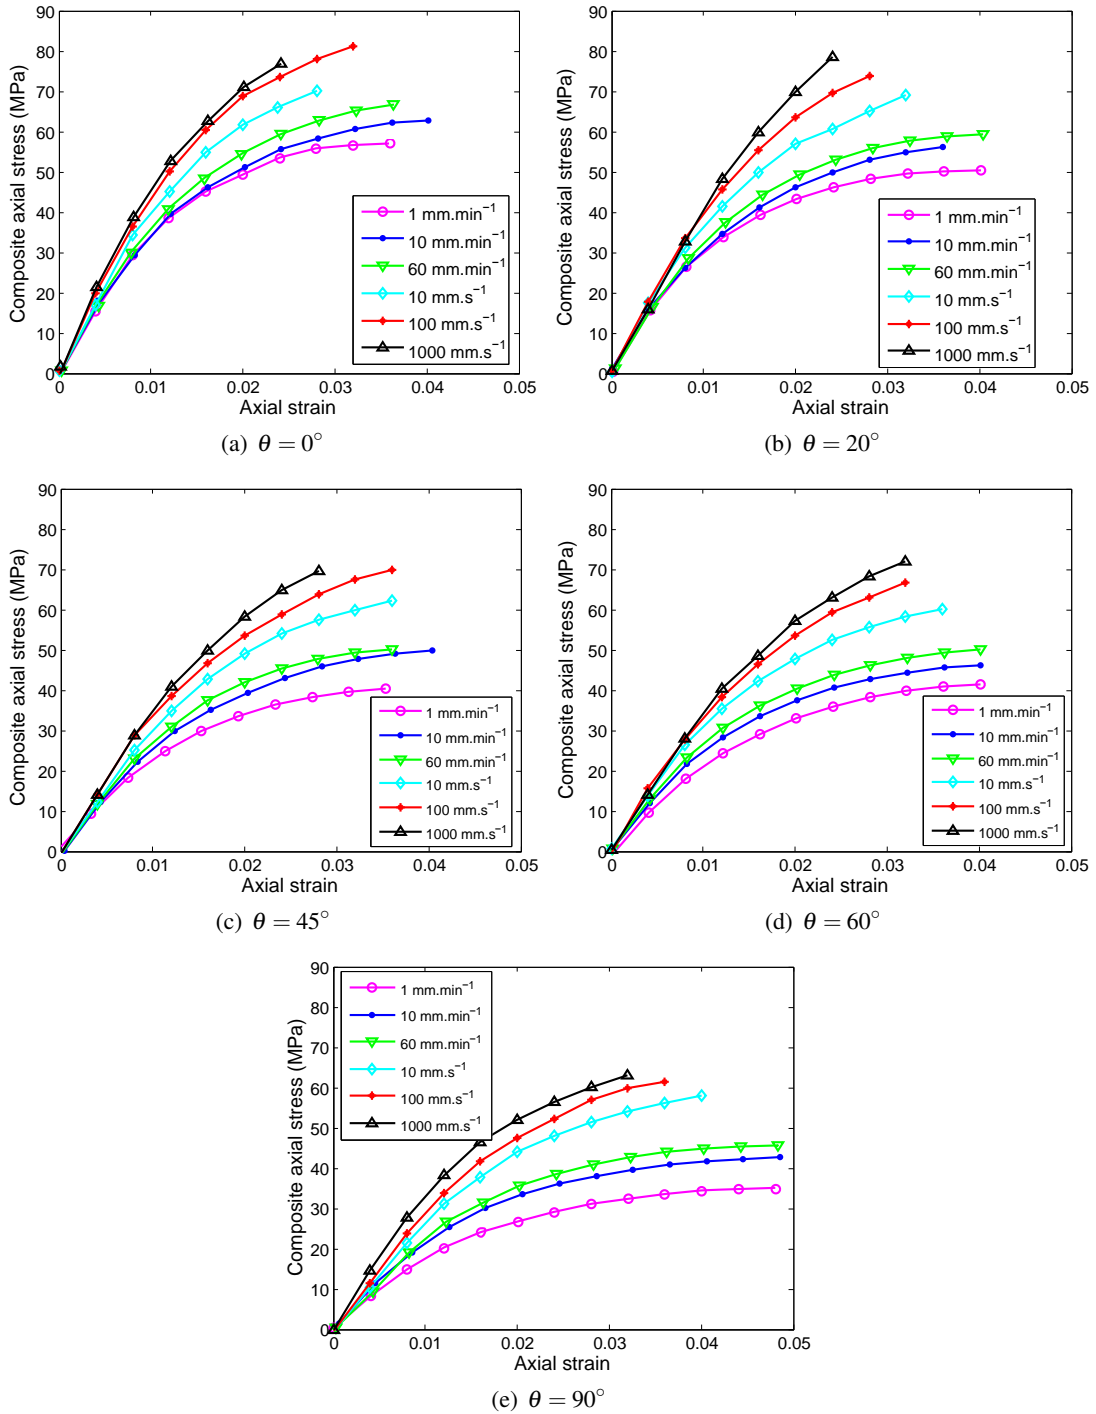 90
80
70
60
50
40
30
20
10
0
Composite axial stress (MPa)
1 mm.min⁻¹
10 mm.min⁻¹
60 mm.min⁻¹
10 mm.s⁻¹
100 mm.s⁻¹
1000 mm.s⁻¹
0 0.01 0.02 0.03 0.04 0.05
Axial strain
(a) θ = 0°
90
80
70
60
50
40
30
20
10
0
Composite axial stress (MPa)
1 mm.min⁻¹
10 mm.min⁻¹
60 mm.min⁻¹
10 mm.s⁻¹
100 mm.s⁻¹
1000 mm.s⁻¹
0 0.01 0.02 0.03 0.04 0.05
Axial strain
(b) θ = 20°
90
80
70
60
50
40
30
20
10
0
Composite axial stress (MPa)
1 mm.min⁻¹
10 mm.min⁻¹
60 mm.min⁻¹
10 mm.s⁻¹
100 mm.s⁻¹
1000 mm.s⁻¹
0 0.01 0.02 0.03 0.04 0.05
Axial strain
(c) θ = 45°
90
80
70
60
50
40
30
20
10
0
Composite axial stress (MPa)
1 mm.min⁻¹
10 mm.min⁻¹
60 mm.min⁻¹
10 mm.s⁻¹
100 mm.s⁻¹
1000 mm.s⁻¹
0 0.01 0.02 0.03 0.04 0.05
Axial strain
(d) θ = 60°
90
80
70
60
50
40
30
20
10
0
Composite axial stress (MPa)
1 mm.min⁻¹
10 mm.min⁻¹
60 mm.min⁻¹
10 mm.s⁻¹
100 mm.s⁻¹
1000 mm.s⁻¹
0 0.01 0.02 0.03 0.04 0.05
Axial strain
(e) θ = 90°